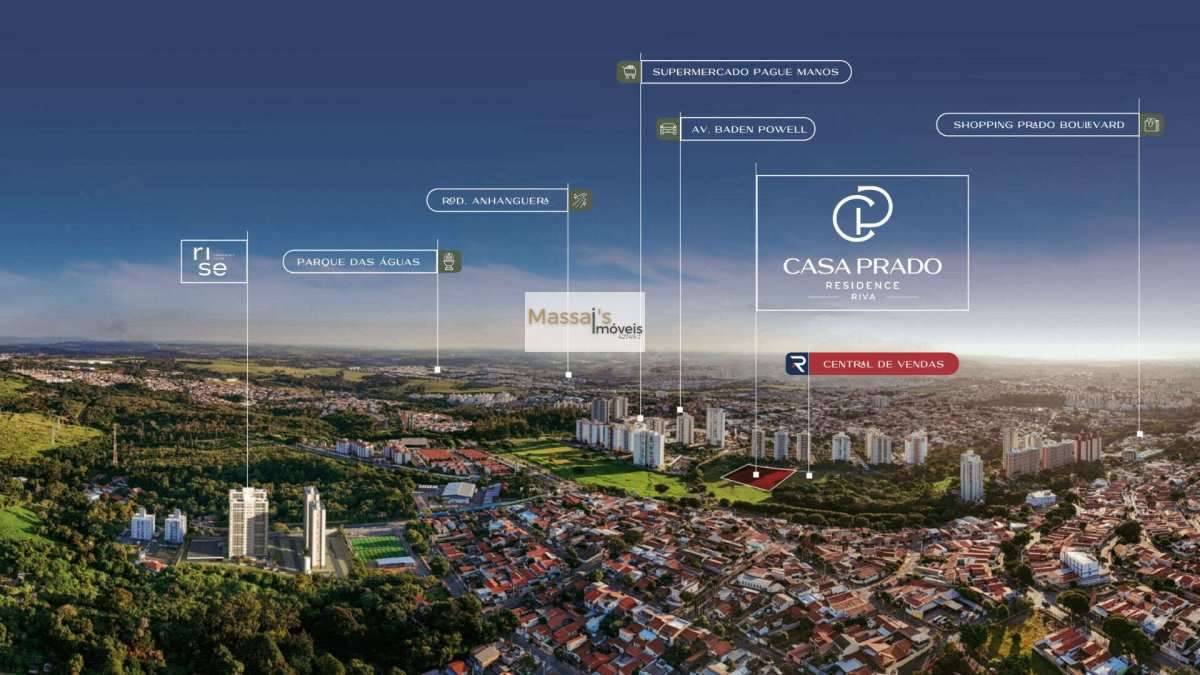 SUPERMERCADO PAGUE MANOS
AV. BADEN POWELL
SHOPPING PRADO BOULEVARD
ROD. ANHANGUERA
rı
se
PARQUE DAS ÁGUAS
CASA PRADO
RESIDENCE
RIVA
Massai's
Imóveis
CENTRAL DE VENDAS